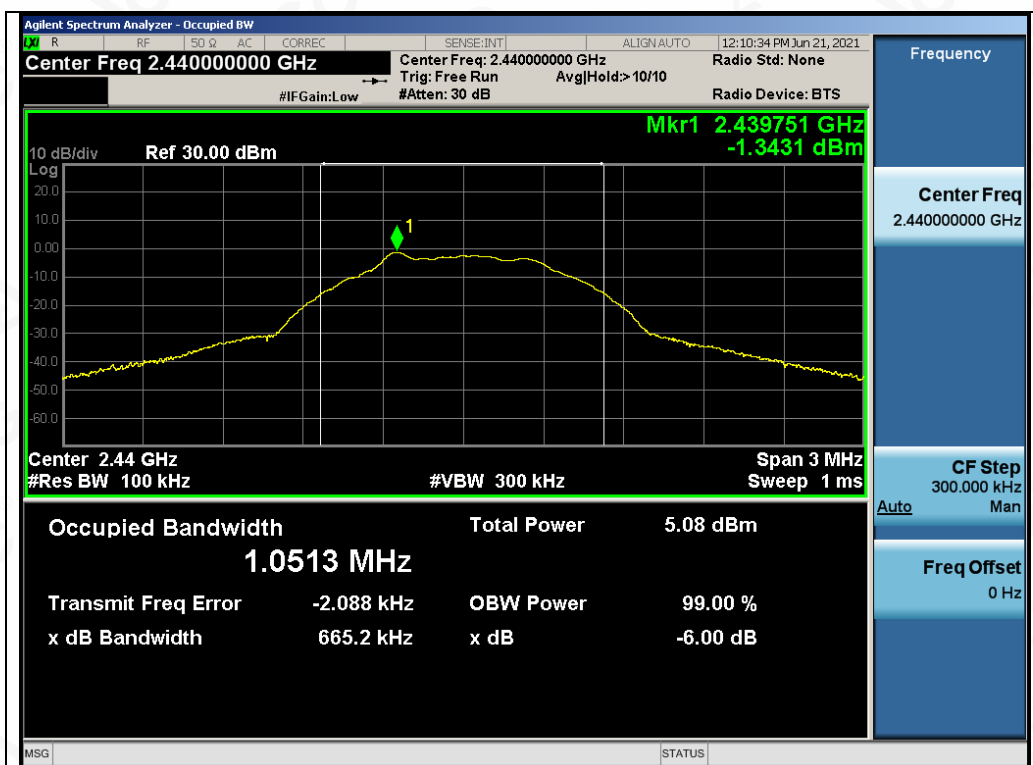 Agilent Spectrum Analyzer - Occupied BW
LXI R RF 50 Ω AC CORREC SENSE:INT ALIGN AUTO 12:10:34 PM Jun 21, 2021
Center Freq 2.440000000 GHz
Center Freq: 2.440000000 GHz
Radio Std: None
Trig: Free Run Avg|Hold:>10/10
#IFGain:Low #Atten: 30 dB Radio Device: BTS
Mkr1 2.439751 GHz
-1.3431 dBm
10 dB/div Ref 30.00 dBm
Log
20.0
10.0
1
0.00
-10.0
-20.0
-30.0
-40.0
-50.0
-60.0
Center 2.44 GHz Span 3 MHz
#Res BW 100 kHz #VBW 300 kHz Sweep 1 ms
Occupied Bandwidth Total Power 5.08 dBm
1.0513 MHz
Transmit Freq Error -2.088 kHz OBW Power 99.00 %
x dB Bandwidth 665.2 kHz x dB -6.00 dB
MSG STATUS
Frequency
Center Freq
2.440000000 GHz
CF Step
300.000 kHz
Auto Man
Freq Offset
0 Hz